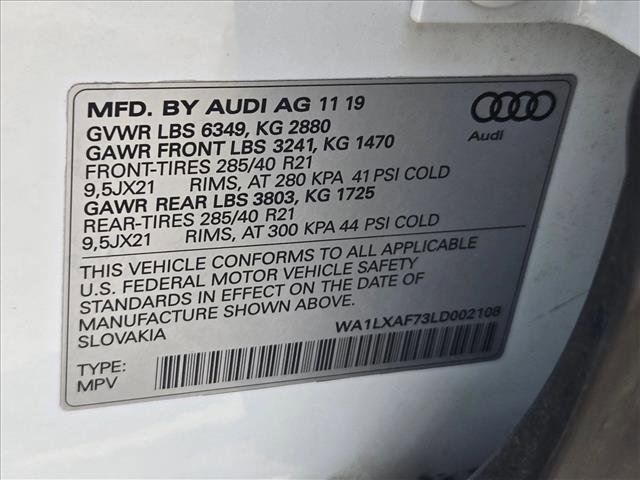 MFD. BY AUDI AG 11 19
GVWR LBS 6349, KG 2880
GAWR FRONT LBS 3241, KG 1470
FRONT-TIRES 285/40 R21
9,5JX21 RIMS, AT 280 KPA 41 PSI COLD
GAWR REAR LBS 3803, KG 1725
REAR-TIRES 285/40 R21
9,5JX21 RIMS, AT 300 KPA 44 PSI COLD
Audi
THIS VEHICLE CONFORMS TO ALL APPLICABLE
U.S. FEDERAL MOTOR VEHICLE SAFETY
STANDARDS IN EFFECT ON THE DATE OF
MANUFACTURE SHOWN ABOVE.
SLOVAKIA
WA1LXAF73LD002108
TYPE:
MPV